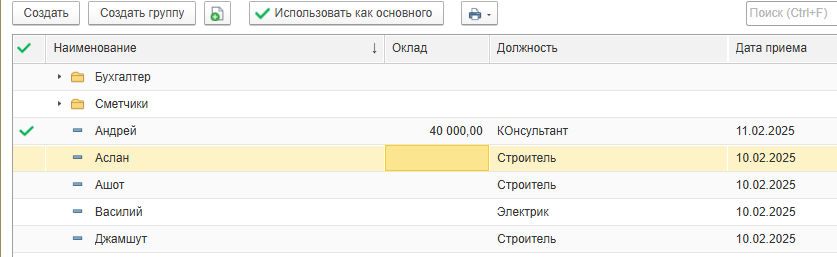 Создать Создать группу Использовать как основного Поиск (Ctrl+F)
Наименование ↓ Оклад Должность Дата приема
Бухгалтер
Сметчики
Андрей 40 000,00 КОнсультант 11.02.2025
Аслан Строитель 10.02.2025
Ашот Строитель 10.02.2025
Василий Электрик 10.02.2025
Джамшут Строитель 10.02.2025